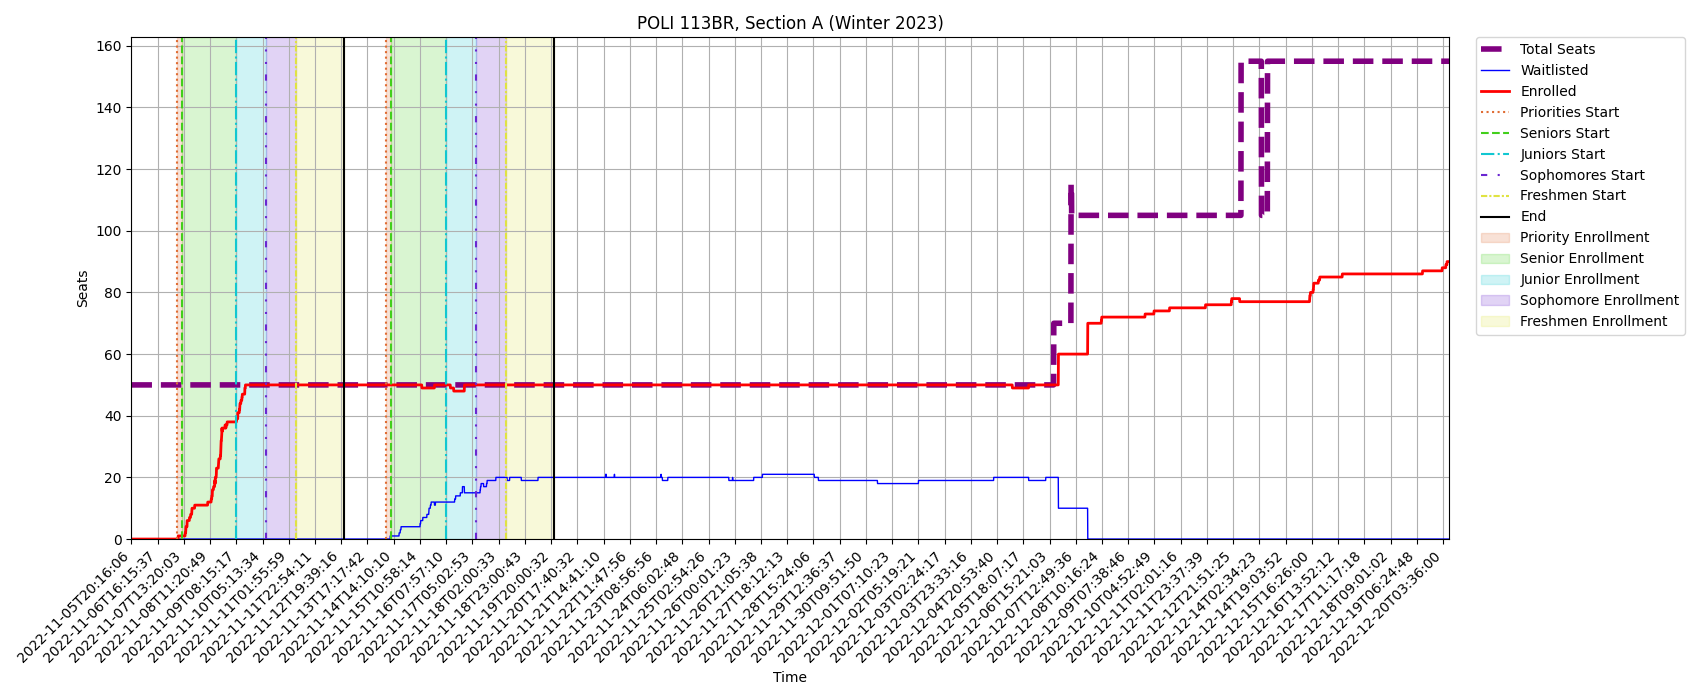 POLI 113BR, Section A (Winter 2023)
Seats
160
140
120
100
80
60
40
20
0
2022-11-05T20:16:06
2022-11-06T16:15:37
2022-11-07T13:20:03
2022-11-08T11:20:49
2022-11-09T08:15:17
2022-11-10T05:13:34
2022-11-11T01:55:59
2022-11-11T22:54:11
2022-11-12T19:39:16
2022-11-13T17:17:42
2022-11-14T14:10:10
2022-11-15T10:58:14
2022-11-16T07:57:10
2022-11-17T05:02:53
2022-11-18T02:00:33
2022-11-18T23:00:43
2022-11-19T20:00:32
2022-11-20T17:40:32
2022-11-21T14:41:10
2022-11-22T11:47:56
2022-11-23T08:56:56
2022-11-24T06:02:48
2022-11-25T02:54:26
2022-11-26T00:01:23
2022-11-26T21:05:38
2022-11-27T18:12:13
2022-11-28T15:24:06
2022-11-29T12:36:37
2022-11-30T09:51:50
2022-12-01T07:10:23
2022-12-02T05:19:21
2022-12-03T02:24:17
2022-12-03T23:33:16
2022-12-04T20:53:40
2022-12-05T18:07:17
2022-12-06T15:21:03
2022-12-07T12:49:36
2022-12-08T10:16:24
2022-12-09T07:38:46
2022-12-10T04:52:49
2022-12-11T02:01:16
2022-12-11T23:37:39
2022-12-12T21:51:25
2022-12-14T02:34:23
2022-12-14T19:03:52
2022-12-15T16:26:00
2022-12-16T13:52:12
2022-12-17T11:17:18
2022-12-18T09:01:02
2022-12-19T06:24:48
2022-12-20T03:36:00
Time
Total Seats
Waitlisted
Enrolled
Priorities Start
Seniors Start
Juniors Start
Sophomores Start
Freshmen Start
End
Priority Enrollment
Senior Enrollment
Junior Enrollment
Sophomore Enrollment
Freshmen Enrollment